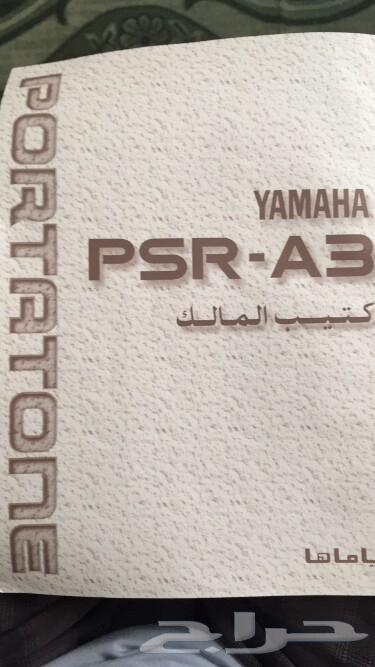 PORTATONE
YAMAHA
PSR-A3
كتيب المالك
ياماها
حراج